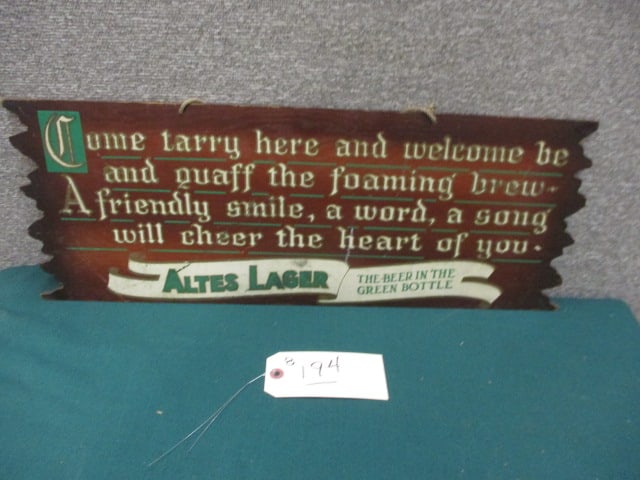 Come tarry here and welcome be
and quaff the foaming brew.
A friendly smile, a word, a song
will cheer the heart of you.
ALTES LAGER THE BEER IN THE
GREEN BOTTLE
8 194